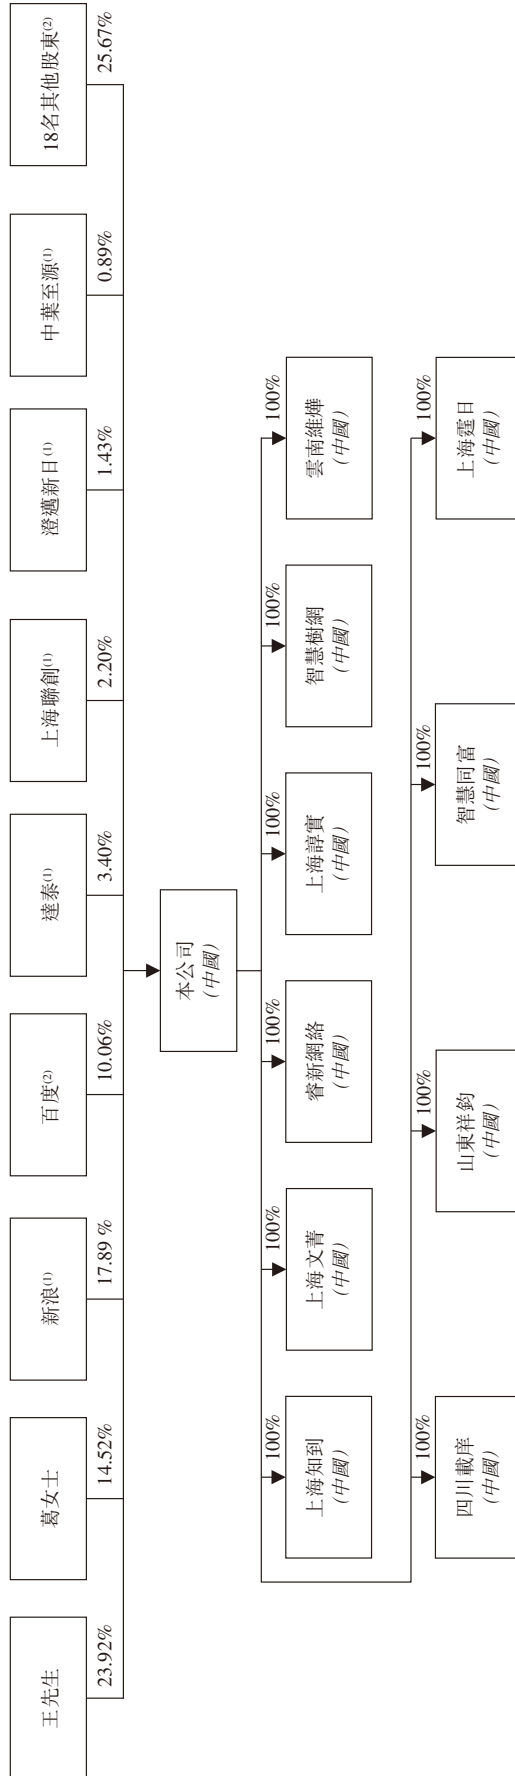 王先生
23.92%
葛女士
14.52%
新浪(1)
17.89 %
百度(2)
10.06%
達泰(1)
3.40%
上海聯創(1)
2.20%
澄邁新日(1)
1.43%
中葉至源(1)
0.89%
18名其他股東(2)
25.67%
本公司
(中國)
100%
上海知到
(中國)
100%
上海文菁
(中國)
100%
睿新網絡
(中國)
100%
上海諄實
(中國)
100%
智慧樹網
(中國)
100%
雲南維燁
(中國)
100%
四川載庠
(中國)
100%
山東祥鈞
(中國)
100%
智慧同富
(中國)
100%
上海霆日
(中國)